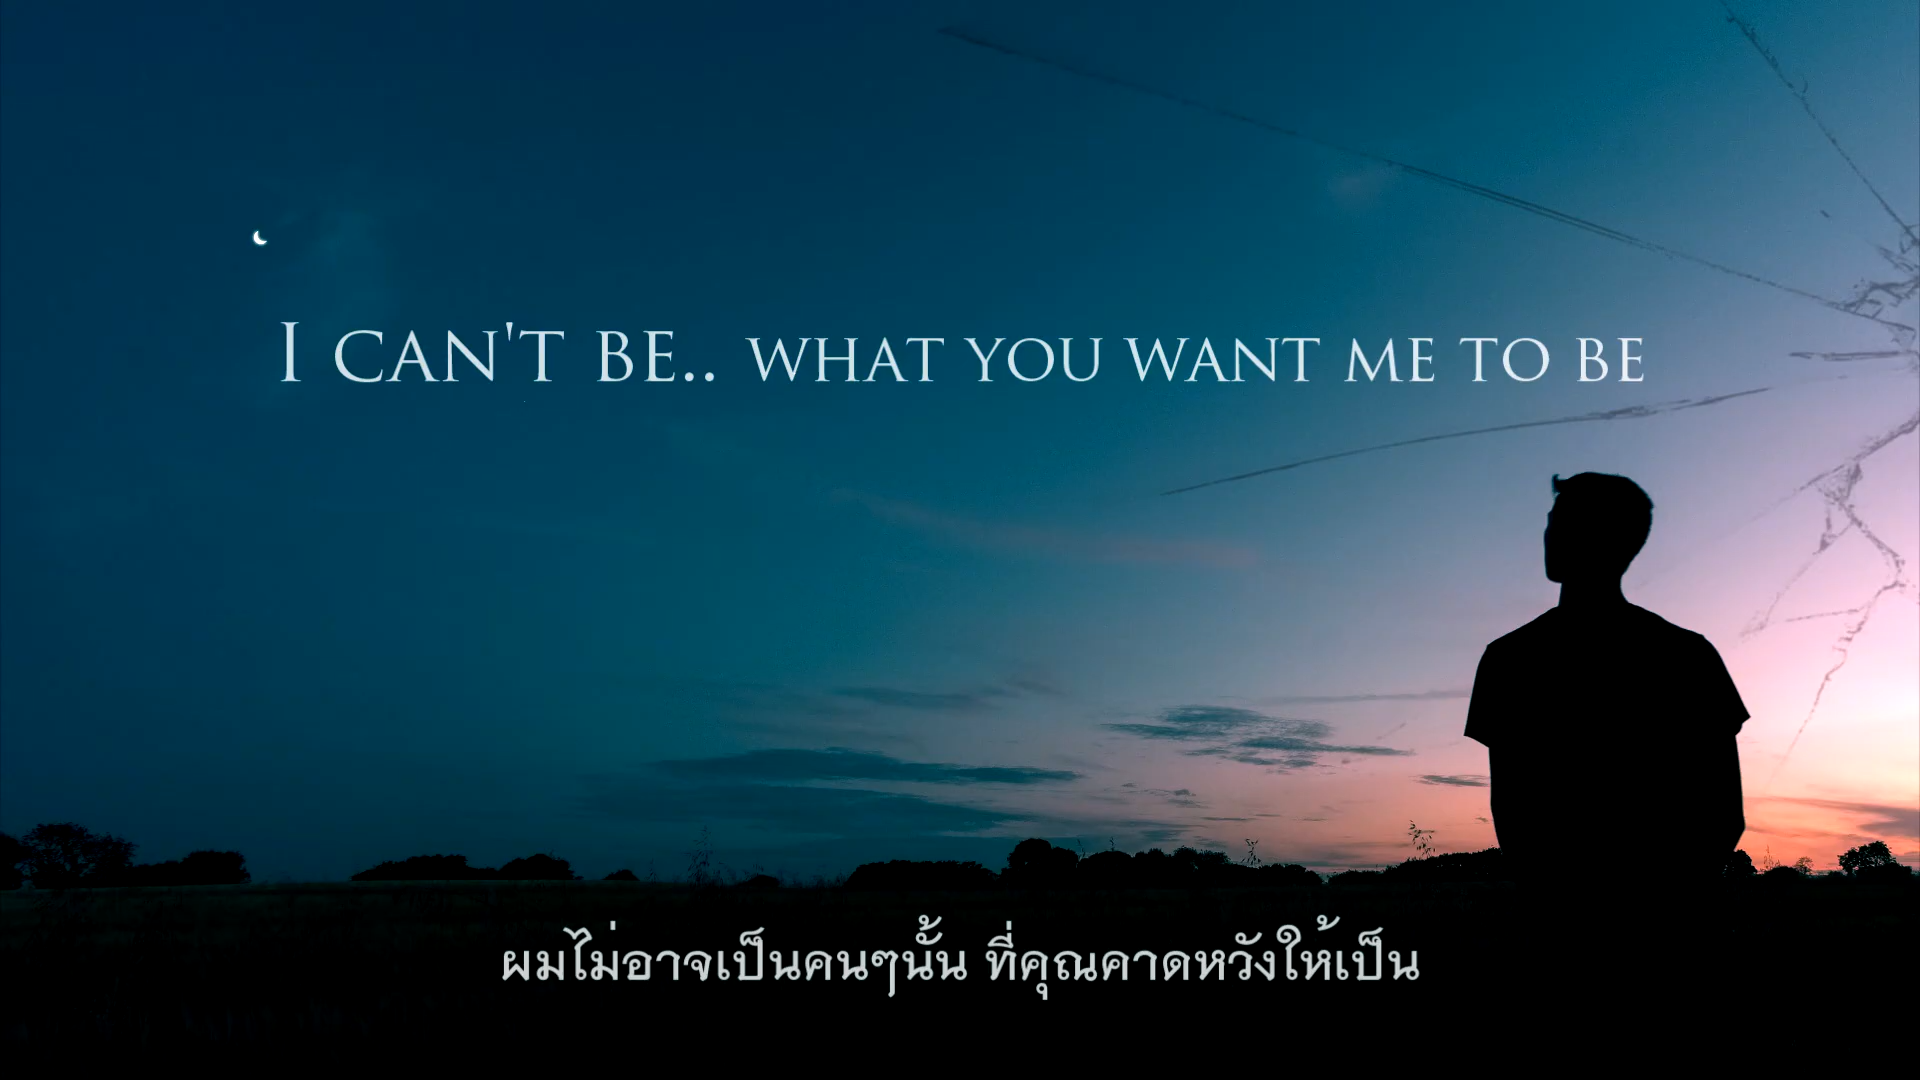 I can't be.. what you want me to be
ผมไม่อาจเป็นคนๆนั้น ที่คุณคาดหวังให้เป็น